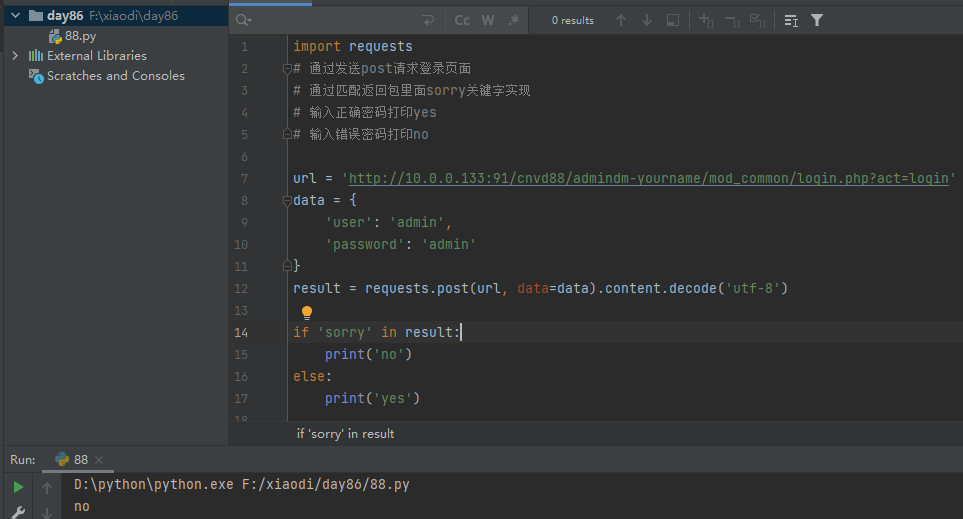 day86 F:\xiaodi\day86
88.py
External Libraries
Scratches and Consoles
Cc W .* 0 results
1 import requests
2 # 通过发送post请求登录页面
3 # 通过匹配返回包里面sorry关键字实现
4 # 输入正确密码打印yes
5 # 输入错误密码打印no
6
7 url = 'http://10.0.0.133:91/cnvd88/admindm-yourname/mod_common/login.php?act=login'
8 data = {
9 'user': 'admin',
10 'password': 'admin'
11 }
12 result = requests.post(url, data=data).content.decode('utf-8')
13
14 if 'sorry' in result:
15 print('no')
16 else:
17 print('yes')
18
if 'sorry' in result
Run: 88
D:\python\python.exe F:/xiaodi/day86/88.py
no